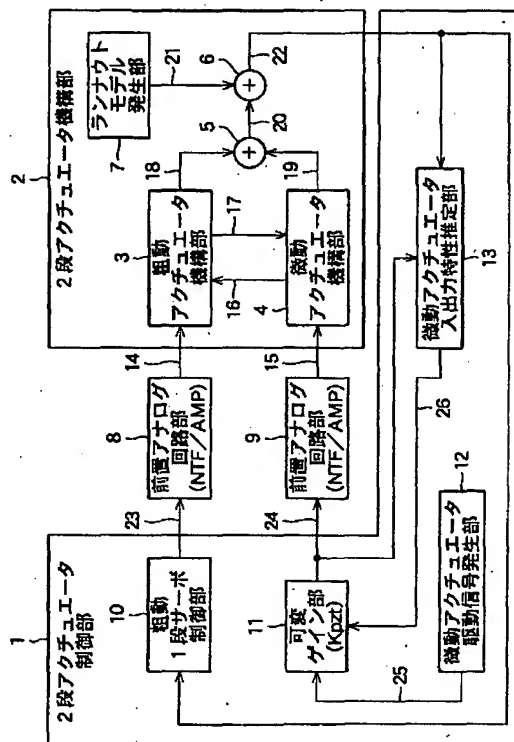 1
2段アクチュエータ
制御部
10
粗動
1段サーボ
制御部
23
8
前置アナログ
回路部
(NTF/AMP)
14
2
2段アクチュエータ機構部
3
粗動
アクチュエータ
機構部
18
7
ランナウト
モデル
発生部
21
6
+
22
5
+
20
16
17
19
4
微動
アクチュエータ
機構部
15
9
前置アナログ
回路部
(NTF/AMP)
24
11
可変
ゲイン部
(Kpzt)
25
12
微動アクチュエータ
駆動信号発生部
26
13
微動アクチュエータ
入出力特性推定部